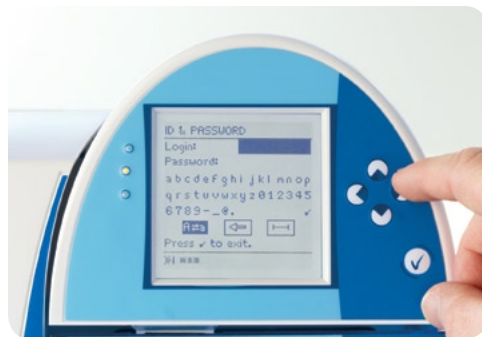 ID & PASSWORD
Login:
Password:
abcdefghijklmnop
qrstuvwxyz012345
6789-_@. ✓
Press ✓ to exit.